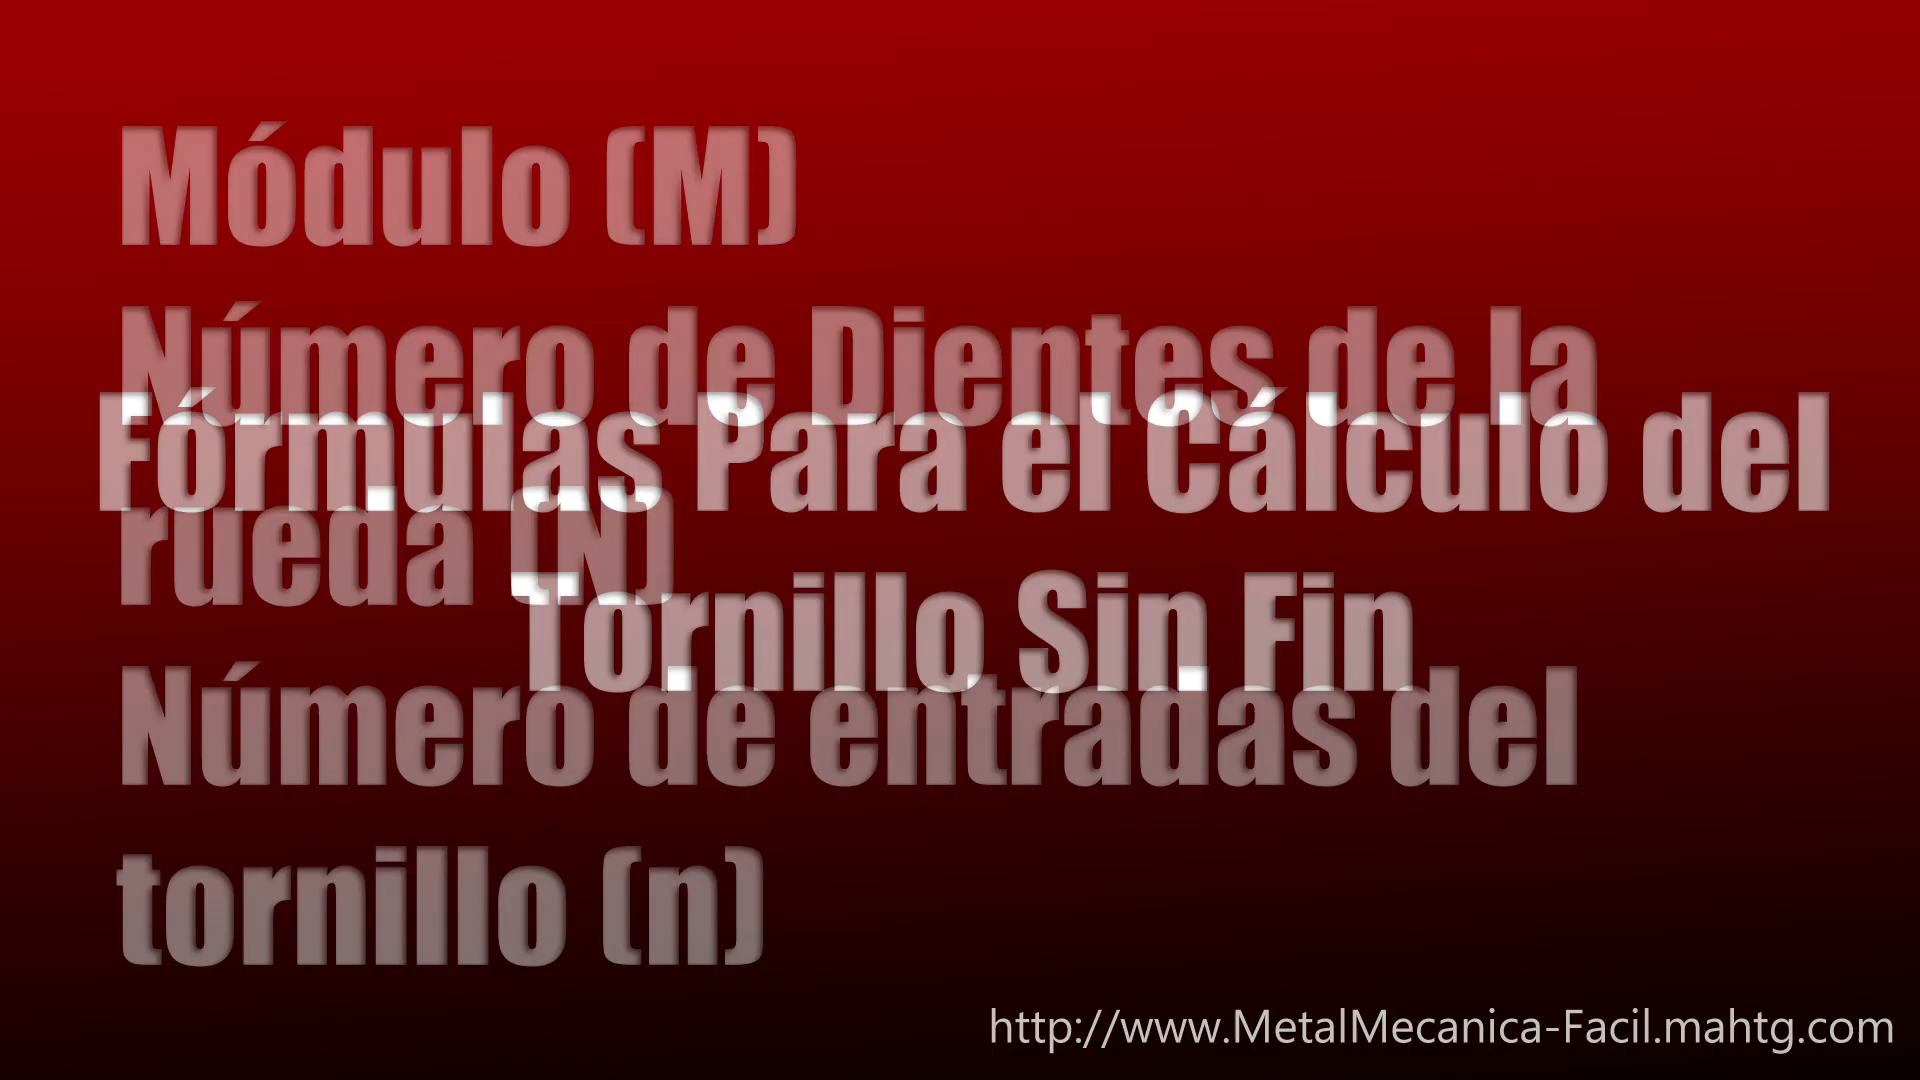 Módulo (M)
Número de Dientes de la
rueda (N)
Número de entradas del
tornillo (n)
Fórmulas Para el Cálculo del
Tornillo Sin Fin
http://www.MetalMecanica-Facil.mahtg.com